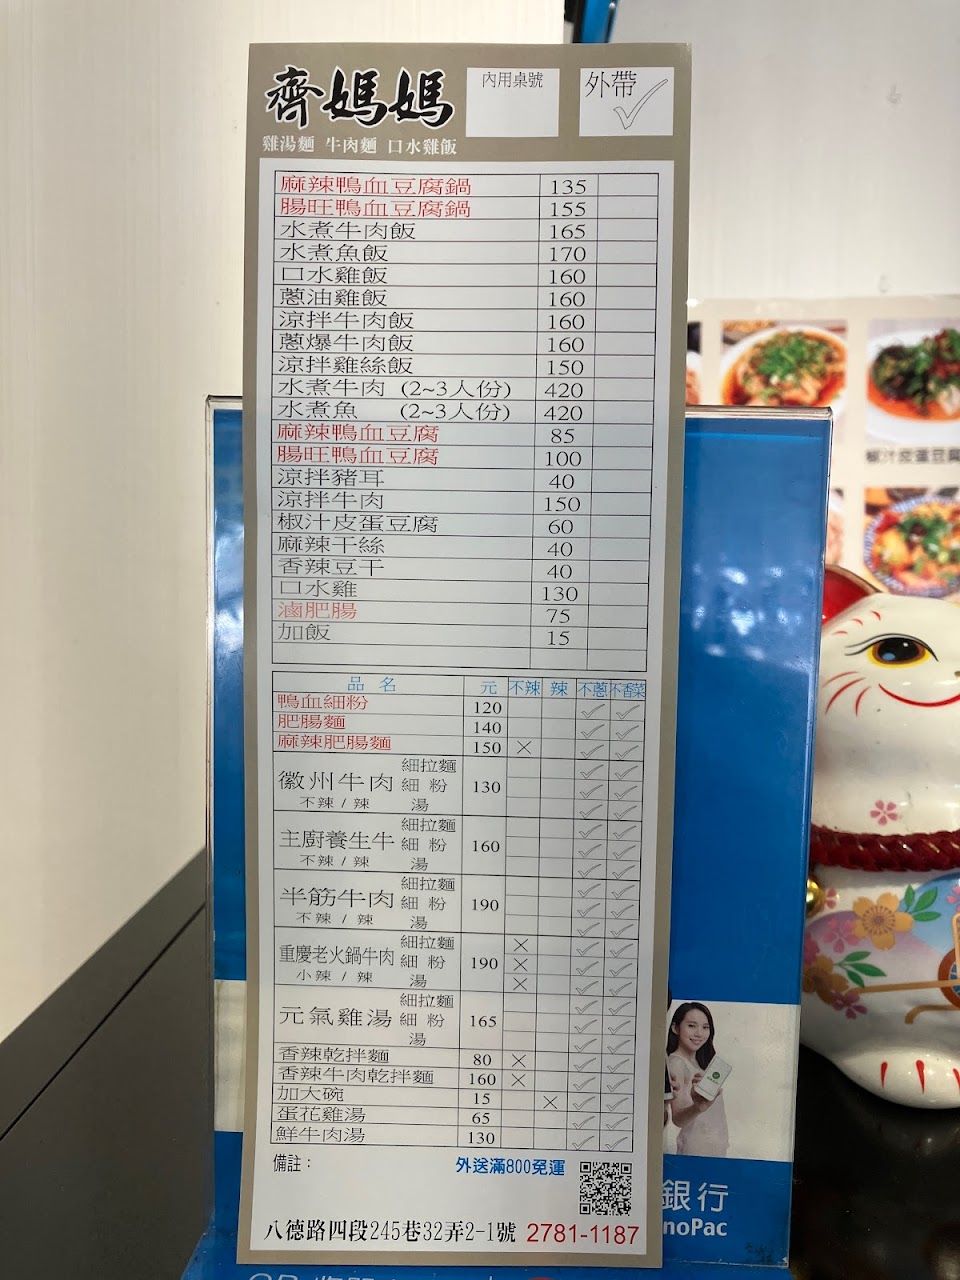 齊媽媽
內用桌號
外帶
雞湯麵 牛肉麵 口水雞飯
麻辣鴨血豆腐鍋 135
腸旺鴨血豆腐鍋 155
水煮牛肉飯 165
水煮魚飯 170
口水雞飯 160
蔥油雞飯 160
涼拌牛肉飯 160
蔥爆牛肉飯 160
涼拌雞絲飯 150
水煮牛肉 (2~3人份) 420
水煮魚 (2~3人份) 420
麻辣鴨血豆腐 85
腸旺鴨血豆腐 100
涼拌豬耳 40
涼拌牛肉 150
椒汁皮蛋豆腐 60
麻辣干絲 40
香辣豆干 40
口水雞 130
滷肥腸 75
加飯 15
品名 元 不辣 辣 不蔥 不香菜
鴨血細粉 120
肥腸麵 140
麻辣肥腸麵 150
徽州牛肉 不辣/辣 細拉麵 細粉 湯 130
主廚養生牛 不辣/辣 細拉麵 細粉 湯 160
半筋牛肉 不辣/辣 細拉麵 細粉 湯 190
重慶老火鍋牛肉 小辣/辣 細拉麵 細粉 湯 190
元氣雞湯 細拉麵 細粉 湯 165
香辣乾拌麵 80
香辣牛肉乾拌麵 160
加大碗 15
蛋花雞湯 65
鮮牛肉湯 130
備註：
外送滿800免運
八德路四段245巷32弄2-1號 2781-1187
椒汁皮蛋豆腐
銀行
noPac